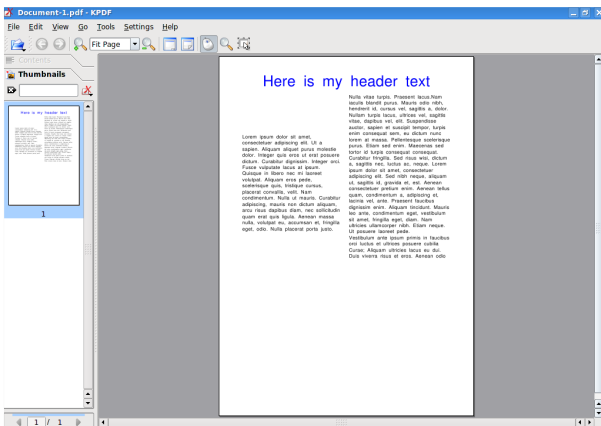 Document-1.pdf - KPDF
File Edit View Go Tools Settings Help
Fit Page
Contents
Thumbnails
Here is my header text
1
1 / 1
Here is my header text
Lorem ipsum dolor sit amet,
consectetuer adipiscing elit. Ut a
sapien. Aliquam aliquet purus molestie
dolor. Integer quis eros ut erat posuere
dictum. Curabitur dignissim. Integer orci.
Fusce vulputate lacus at ipsum.
Quisque in libero nec mi laoreet
volutpat. Aliquam eros pede,
scelerisque quis, tristique cursus,
placerat convallis, velit. Nam
condimentum. Nulla ut mauris. Curabitur
adipiscing, mauris non dictum aliquam,
arcu risus dapibus diam, nec sollicitudin
quam erat quis ligula. Aenean massa
nulla, volutpat eu, accumsan et, fringilla
eget, odio. Nulla placerat porta justo.
Nulla vitae turpis. Praesent lacus.Nam
iaculis blandit purus. Mauris odio nibh,
hendrerit id, cursus vel, sagittis a, dolor.
Nullam turpis lacus, ultrices vel, sagittis
vitae, dapibus vel, elit. Suspendisse
auctor, sapien et suscipit tempor, turpis
enim consequat sem, eu dictum nunc
lorem at massa. Pellentesque scelerisque
purus. Etiam sed enim. Maecenas sed
tortor id turpis consequat consequat.
Curabitur fringilla. Sed risus wisi, dictum
a, sagittis nec, luctus ac, neque. Lorem
ipsum dolor sit amet, consectetuer
adipiscing elit. Sed nibh neque, aliquam
ut, sagittis id, gravida et, est. Aenean
consectetuer pretium enim. Aenean tellus
quam, condimentum a, adipiscing et,
lacinia vel, ante. Praesent faucibus
dignissim enim. Aliquam tincidunt. Mauris
leo ante, condimentum eget, vestibulum
sit amet, fringilla eget, diam. Nam
ultricies ullamcorper nibh. Etiam neque.
Ut posuere laoreet pede.
Vestibulum ante ipsum primis in faucibus
orci luctus et ultrices posuere cubilia
Curae; Aliquam ultricies lacus eu dui.
Duis viverra risus at eros. Aenean odio